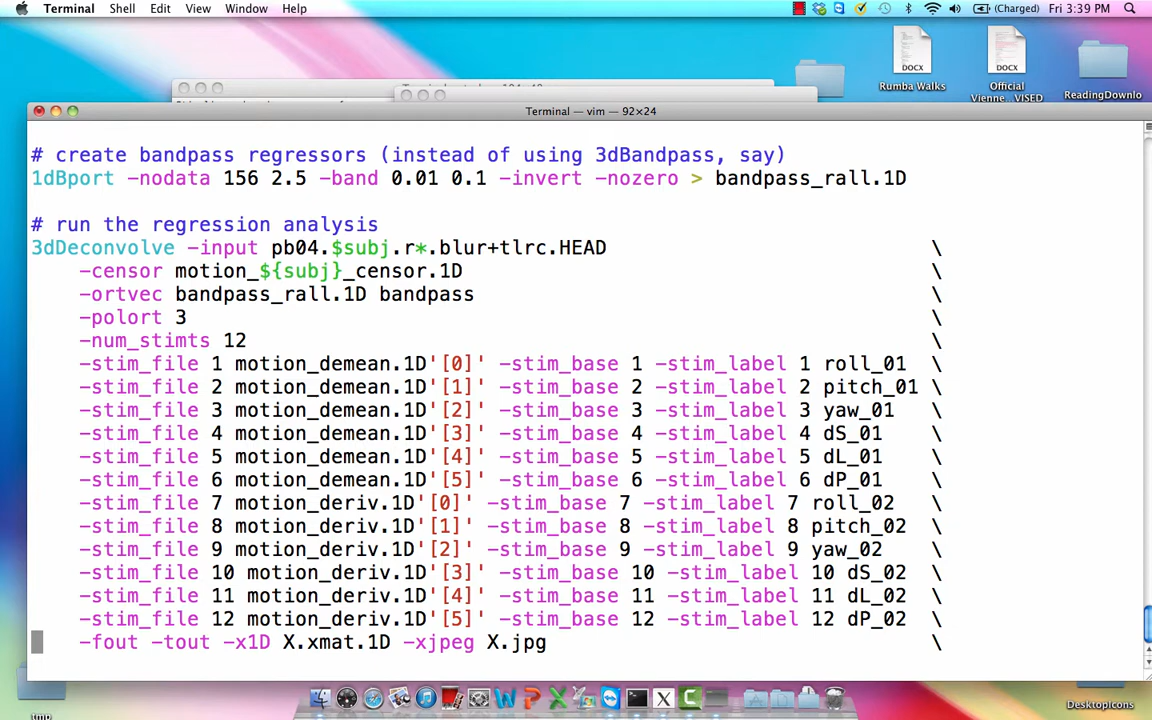 Terminal Shell Edit View Window Help (Charged) Fri 3:39 PM
DOCX
DOCX
Rumba Walks
Official
Vienne...VISED
ReadingDownlo
Terminal — vim — 92×24
# create bandpass regressors (instead of using 3dBandpass, say)
1dBport -nodata 156 2.5 -band 0.01 0.1 -invert -nozero > bandpass_rall.1D
# run the regression analysis
3dDeconvolve -input pb04.$subj.r*.blur+tlrc.HEAD \
-censor motion_${subj}_censor.1D \
-ortvec bandpass_rall.1D bandpass \
-polort 3 \
-num_stimts 12 \
-stim_file 1 motion_demean.1D'[0]' -stim_base 1 -stim_label 1 roll_01 \
-stim_file 2 motion_demean.1D'[1]' -stim_base 2 -stim_label 2 pitch_01 \
-stim_file 3 motion_demean.1D'[2]' -stim_base 3 -stim_label 3 yaw_01 \
-stim_file 4 motion_demean.1D'[3]' -stim_base 4 -stim_label 4 dS_01 \
-stim_file 5 motion_demean.1D'[4]' -stim_base 5 -stim_label 5 dL_01 \
-stim_file 6 motion_demean.1D'[5]' -stim_base 6 -stim_label 6 dP_01 \
-stim_file 7 motion_deriv.1D'[0]' -stim_base 7 -stim_label 7 roll_02 \
-stim_file 8 motion_deriv.1D'[1]' -stim_base 8 -stim_label 8 pitch_02 \
-stim_file 9 motion_deriv.1D'[2]' -stim_base 9 -stim_label 9 yaw_02 \
-stim_file 10 motion_deriv.1D'[3]' -stim_base 10 -stim_label 10 dS_02 \
-stim_file 11 motion_deriv.1D'[4]' -stim_base 11 -stim_label 11 dL_02 \
-stim_file 12 motion_deriv.1D'[5]' -stim_base 12 -stim_label 12 dP_02 \
-fout -tout -x1D X.xmat.1D -xjpeg X.jpg \
DesktopIcons
tmp